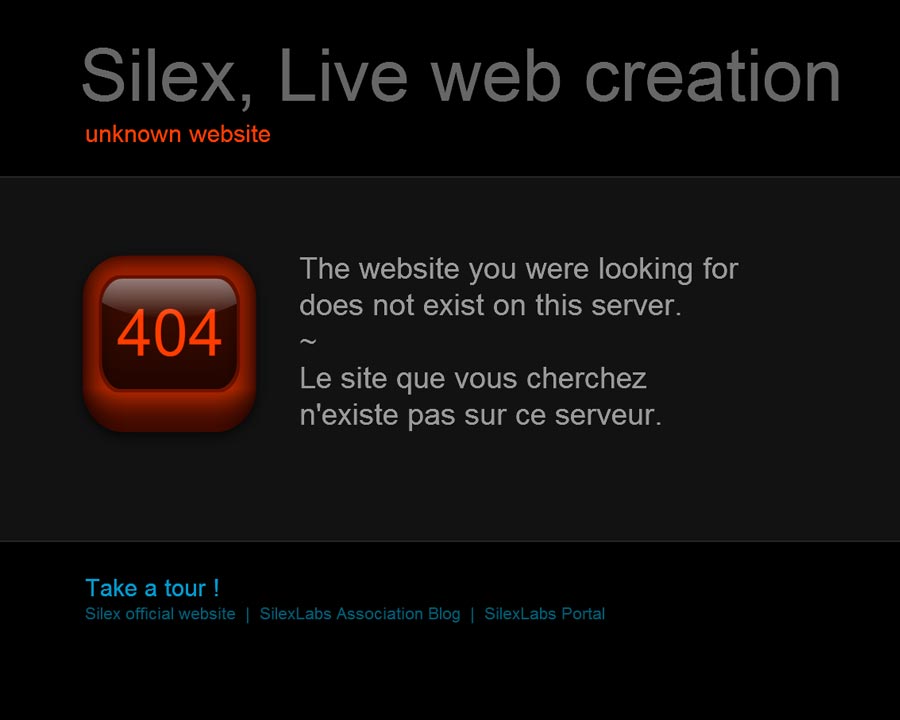 Silex, Live web creation
unknown website
404
The website you were looking for
does not exist on this server.
~
Le site que vous cherchez
n'existe pas sur ce serveur.
Take a tour !
Silex official website | SilexLabs Association Blog | SilexLabs Portal